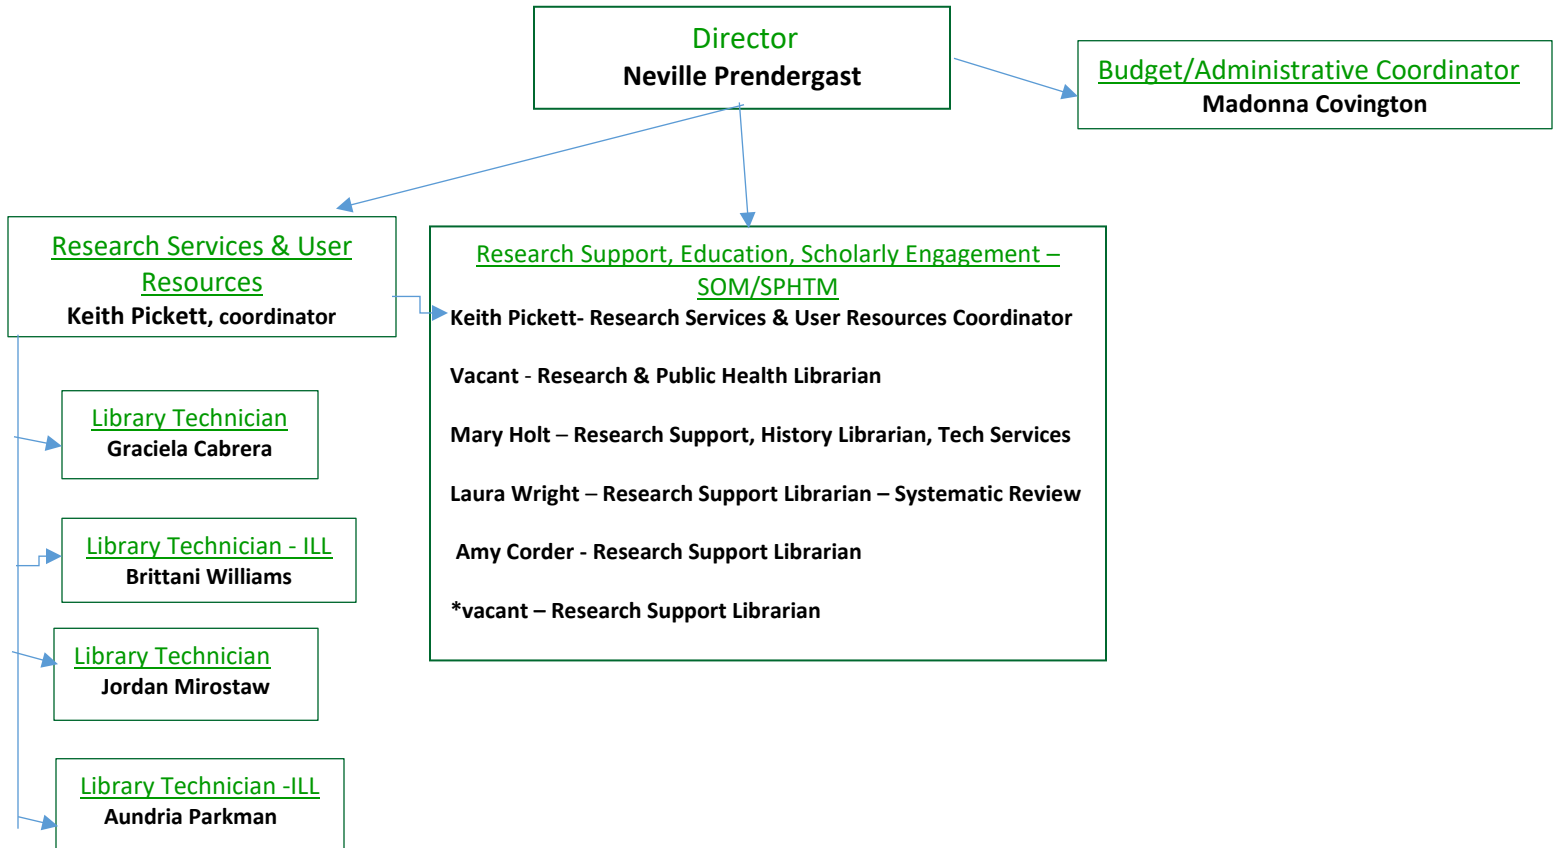 Director
Neville Prendergast
Budget/Administrative Coordinator
Madonna Covington
Research Services & User
Resources
Keith Pickett, coordinator
Research Support, Education, Scholarly Engagement –
SOM/SPHTM
Keith Pickett- Research Services & User Resources Coordinator
Vacant - Research & Public Health Librarian
Mary Holt – Research Support, History Librarian, Tech Services
Laura Wright – Research Support Librarian – Systematic Review
Amy Corder - Research Support Librarian
*vacant – Research Support Librarian
Library Technician
Graciela Cabrera
Library Technician - ILL
Brittani Williams
Library Technician
Jordan Mirostaw
Library Technician -ILL
Aundria Parkman